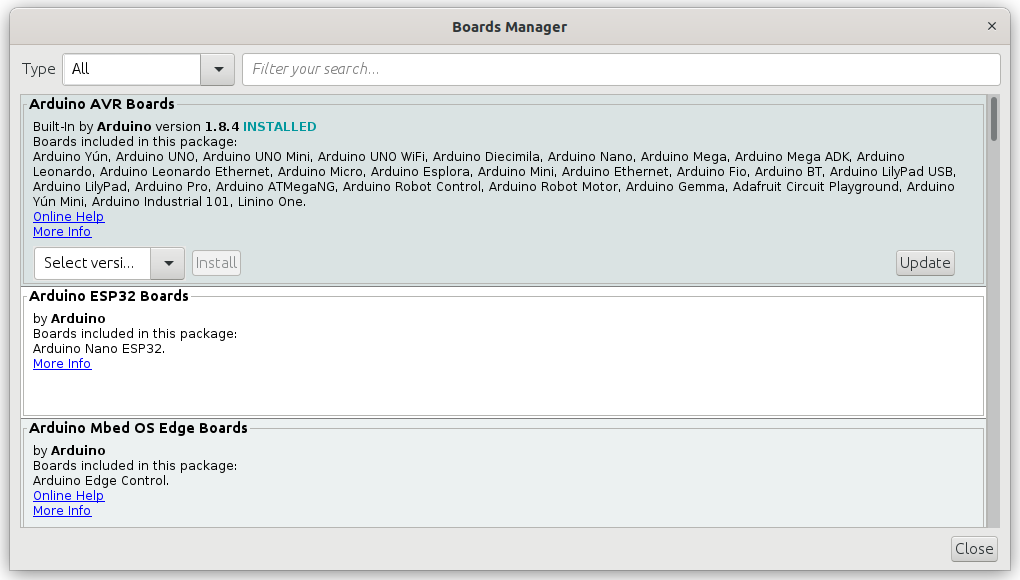 Boards Manager
×
Type All Filter your search...
Arduino AVR Boards
Built-In by Arduino version 1.8.4 INSTALLED
Boards included in this package:
Arduino Yún, Arduino UNO, Arduino UNO Mini, Arduino UNO WiFi, Arduino Diecimila, Arduino Nano, Arduino Mega, Arduino Mega ADK, Arduino
Leonardo, Arduino Leonardo Ethernet, Arduino Micro, Arduino Esplora, Arduino Mini, Arduino Ethernet, Arduino Fio, Arduino BT, Arduino LilyPad USB,
Arduino LilyPad, Arduino Pro, Arduino ATMegaNG, Arduino Robot Control, Arduino Robot Motor, Arduino Gemma, Adafruit Circuit Playground, Arduino
Yún Mini, Arduino Industrial 101, Linino One.
Online Help
More Info
Select versi... Install Update
Arduino ESP32 Boards
by Arduino
Boards included in this package:
Arduino Nano ESP32.
More Info
Arduino Mbed OS Edge Boards
by Arduino
Boards included in this package:
Arduino Edge Control.
Online Help
More Info
Close